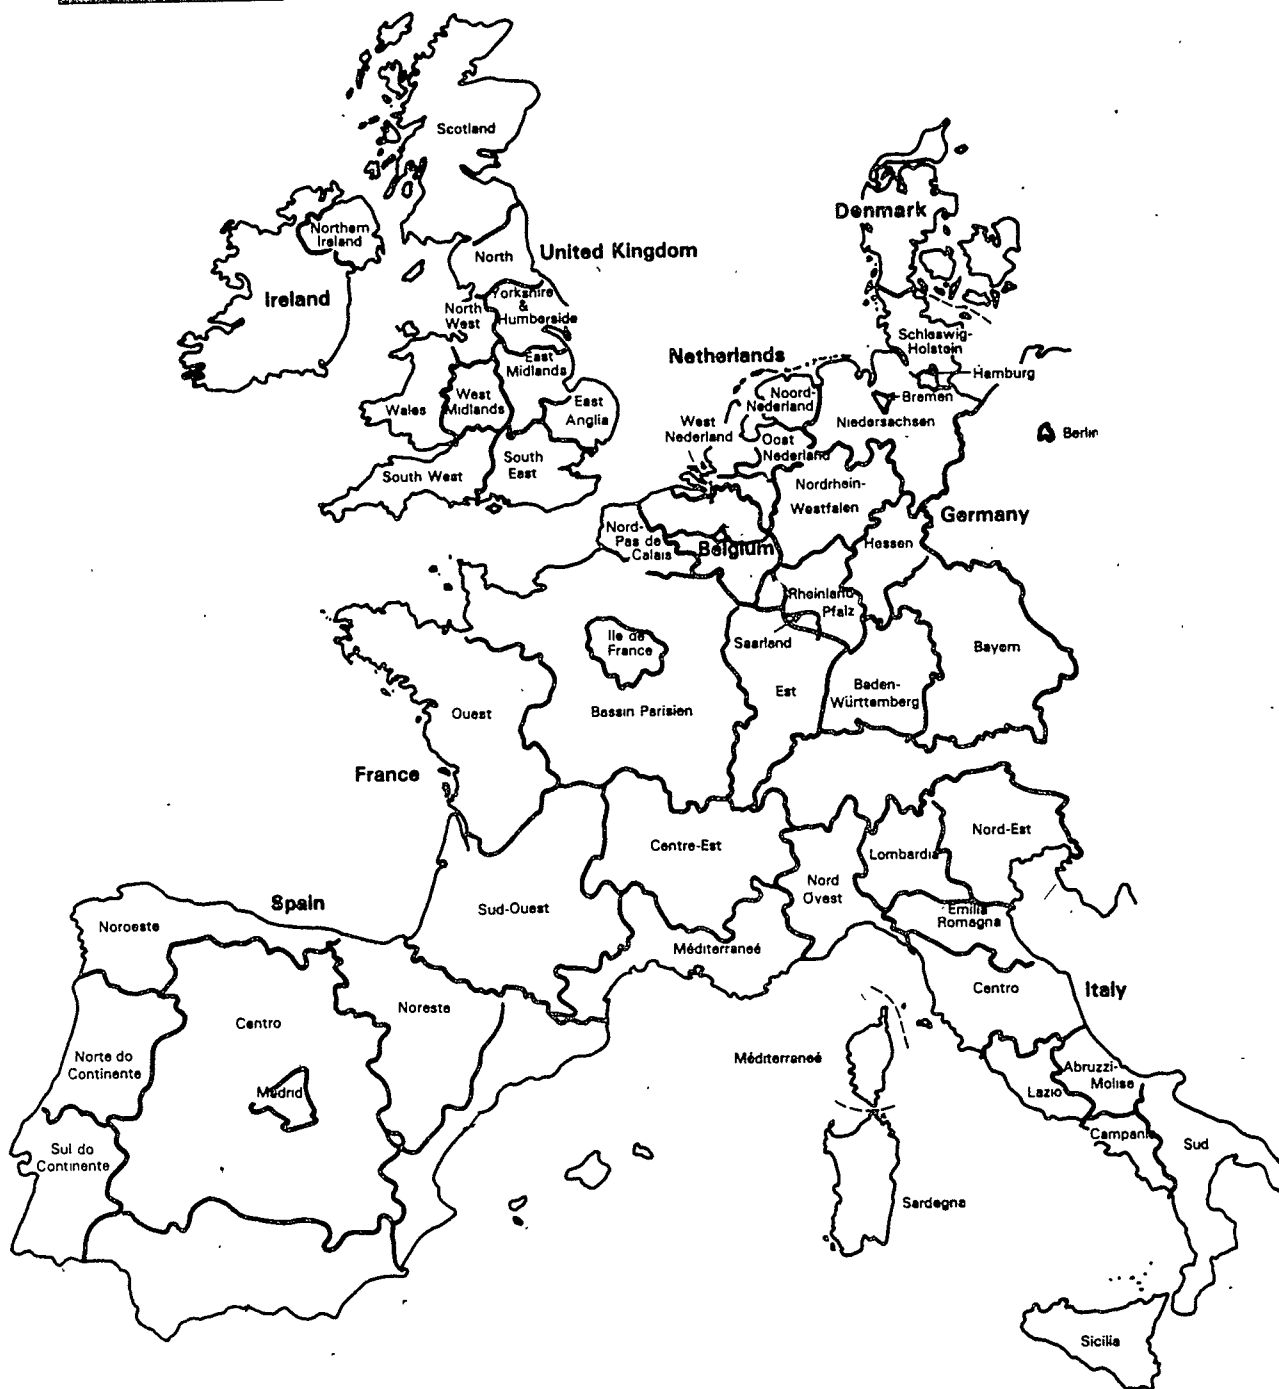 Scotland
Denmark
Northern
Ireland
United Kingdom
North
Ireland
Yorkshire
&
Humberside
North
West
Schleswig-
Holstein
Netherlands
East
Midlands
Hamburg
Noord-
Nederland
Bremen
West
Midlands
Wales
East
Anglia
West
Nederland
Niedersachsen
Berlin
Oost
Nederland
South
East
South West
Nordrhein-
Westfalen
Germany
Nord-
Pas de
Calais
Belgium
Hessen
Rheinland
Pfalz
Ile de
France
Saarland
Bayern
Baden-
Württemberg
Est
Ouest
Bassin Parisien
France
Nord-Est
Centre-Est
Lombardia
Nord
Ovest
Spain
Sud-Ouest
Emilia
Romagna
Noroeste
Méditerraneé
Centro
Italy
Noreste
Centro
Norte do
Continente
Méditerraneé
Abruzzi-
Molise
Madrid
Lazio
Campania
Sud
Sul do
Continente
Sardegna
Sicilia